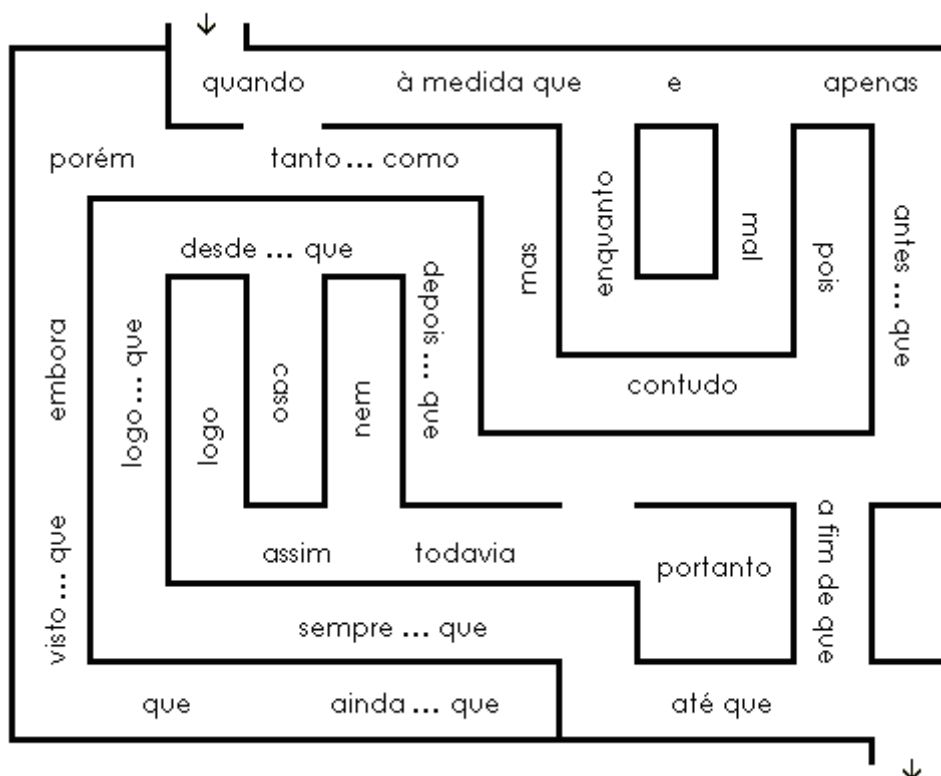 quando à medida que e apenas
porém tanto ... como
enquanto
mal
pois
antes ... que
mas
desde ... que
depois ... que
embora
logo ... que
logo
caso
nem
contudo
visto ... que
assim todavia
portanto
a fim de que
sempre ... que
que ainda ... que até que